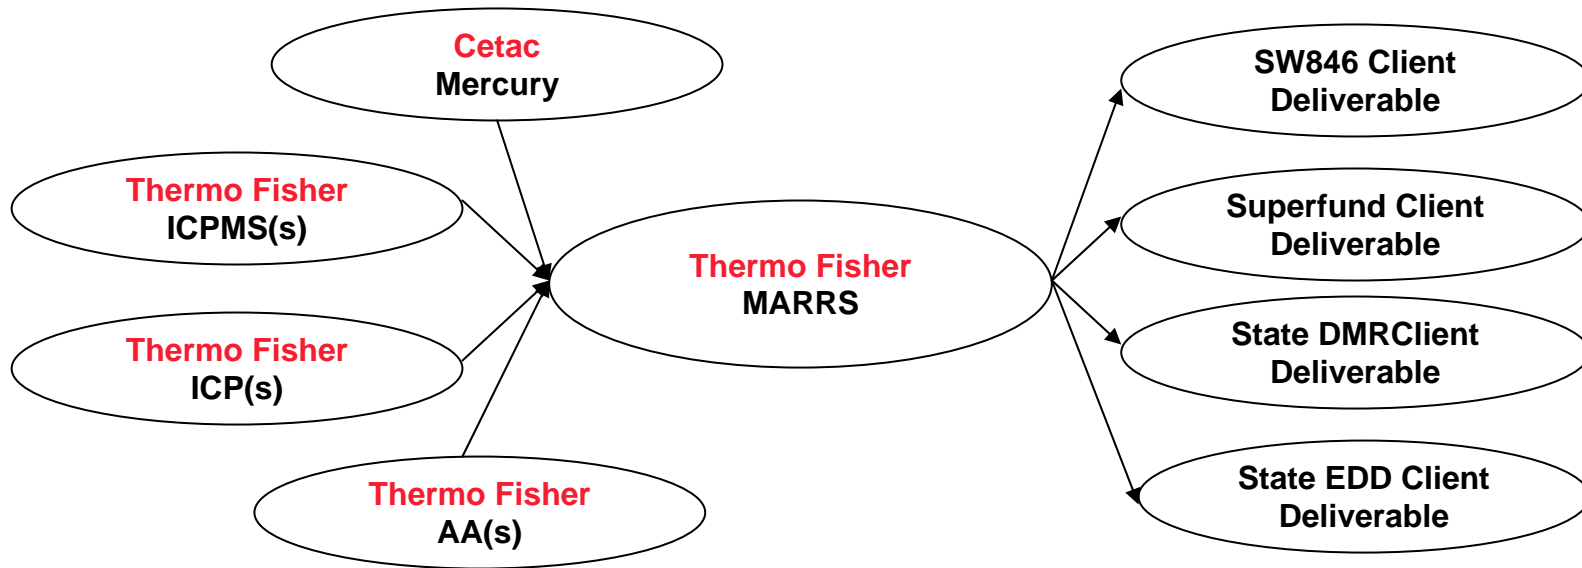 Cetac
Mercury
Thermo Fisher
ICPMS(s)
Thermo Fisher
ICP(s)
Thermo Fisher
AA(s)
Thermo Fisher
MARRS
SW846 Client
Deliverable
Superfund Client
Deliverable
State DMRClient
Deliverable
State EDD Client
Deliverable